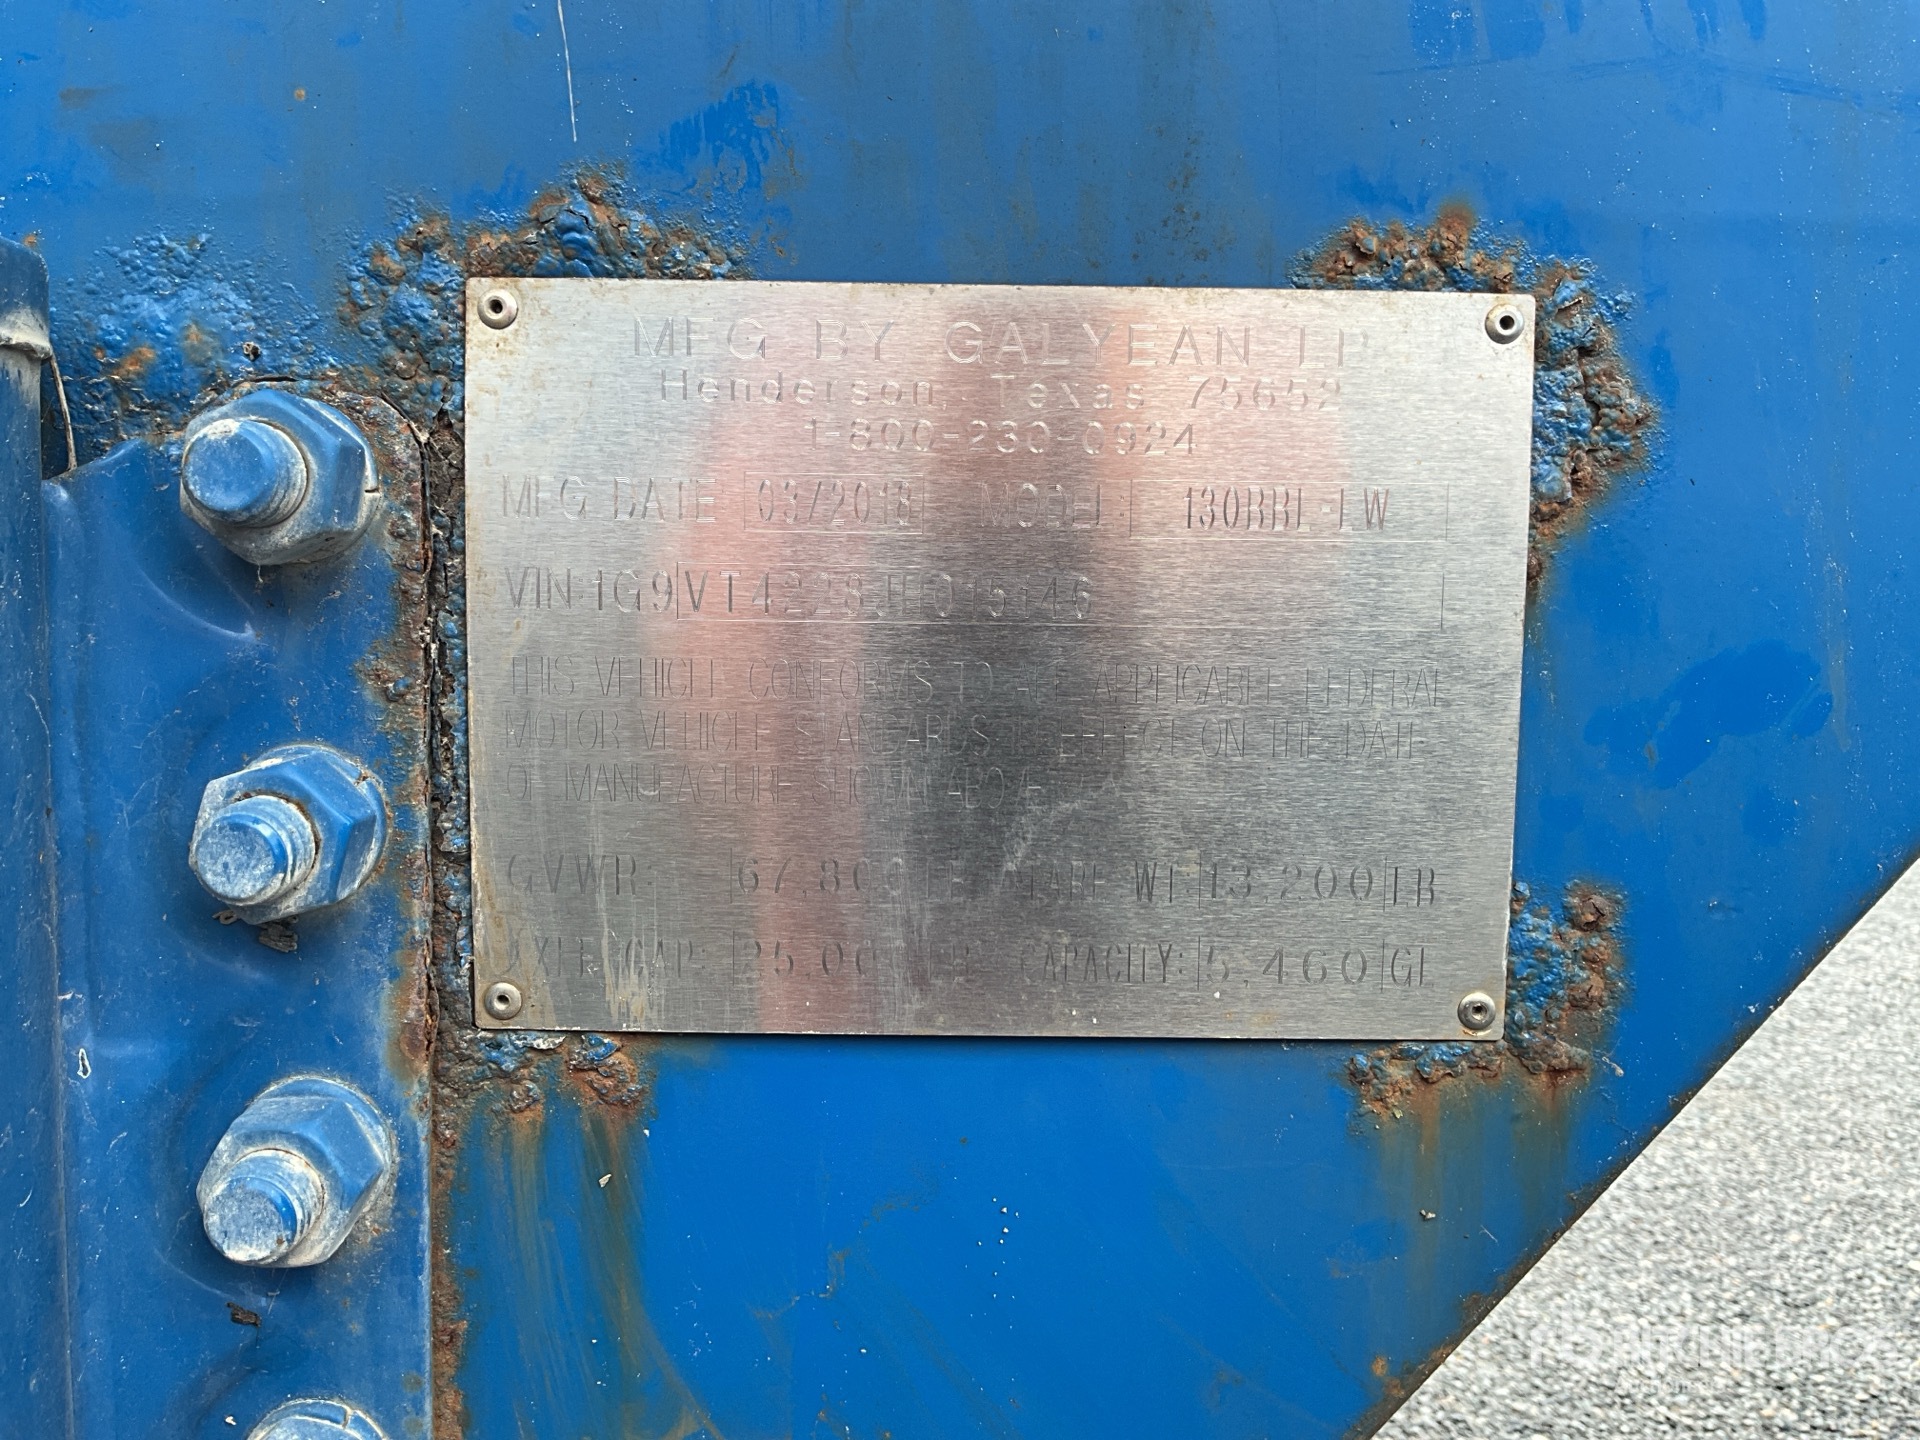 MFG BY GALYEAN LP
Henderson, Texas 75652
1-800-230-0924
MFG DATE 03/2018 MODEL: 130BBL-LW
VIN: 1G9VT4228JH015146
THIS VEHICLE CONFORMS TO ALL APPLICABLE FEDERAL
MOTOR VEHICLE STANDARDS IN EFFECT ON THE DATE
OF MANUFACTURE SHOWN ABOVE
GVWR: 67,800 LB TARE WT: 13,200 LB
AXLE CAP: 25,000 LB CAPACITY: 5,460 GL